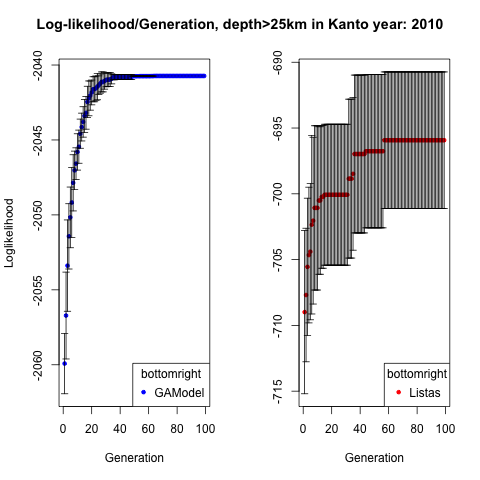 Log-likelihood/Generation, depth>25km in Kanto year: 2010
Loglikelihood
-2040
-2045
-2050
-2055
-2060
0 20 40 60 80 100
Generation
bottomright
GAModel
-690
-695
-700
-705
-710
-715
0 20 40 60 80 100
Generation
bottomright
Listas